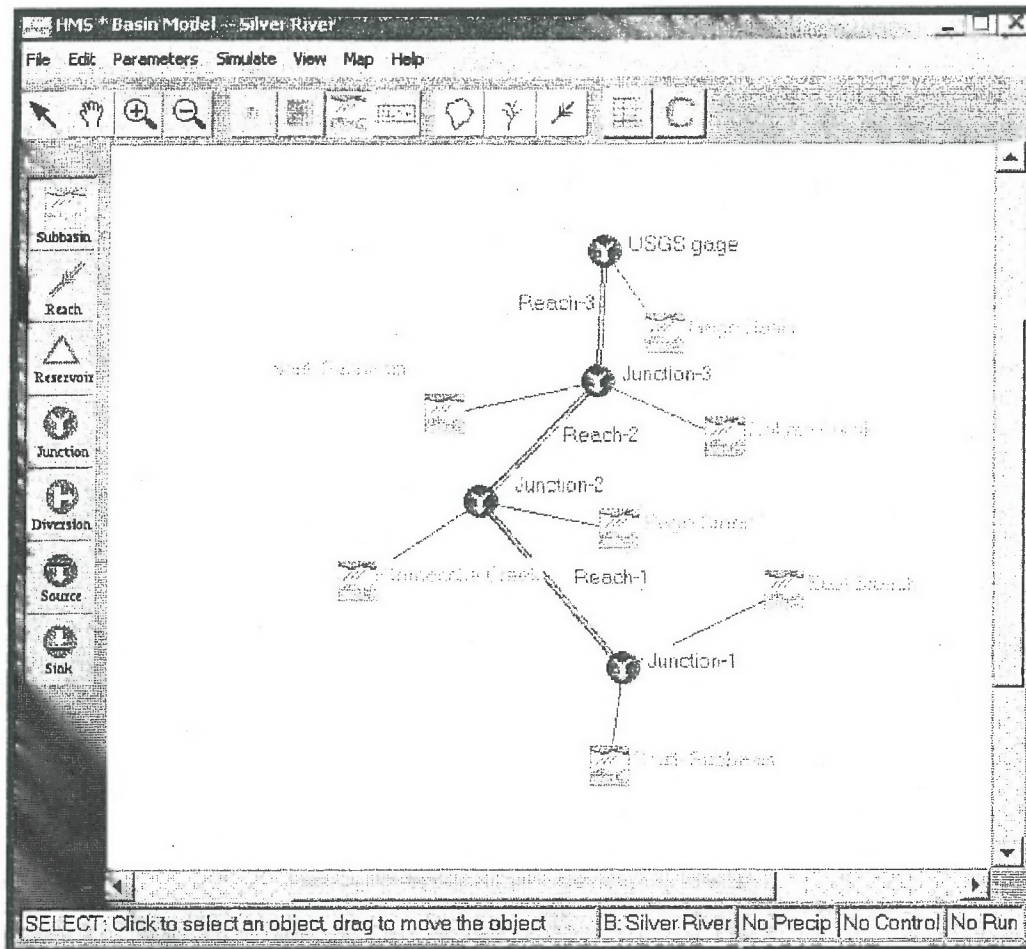 HMS * Basin Model -- Silver River
File Edit Parameters Simulate View Map Help
Subbasin
Reach
Reservoir
Junction
Diversion
Source
Sink
USGS gage
Reach-3
Junction-3
Reach-2
Junction-2
Reach-1
Junction-1
SELECT: Click to select an object, drag to move the object
B: Silver River
No Precip
No Control
No Run